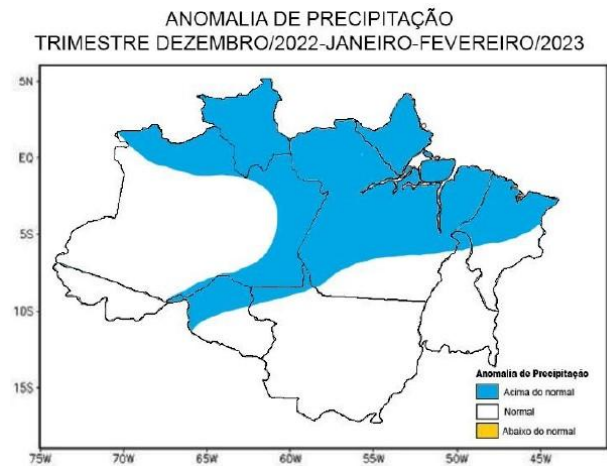 ANOMALIA DE PRECIPITAÇÃO
TRIMESTRE DEZEMBRO/2022-JANEIRO-FEVEREIRO/2023
5N
EQ
5S
10S
15S
75W 70W 65W 60W 55W 50W 45W
Anomalia de Precipitação
Acima do normal
Normal
Abaixo do normal